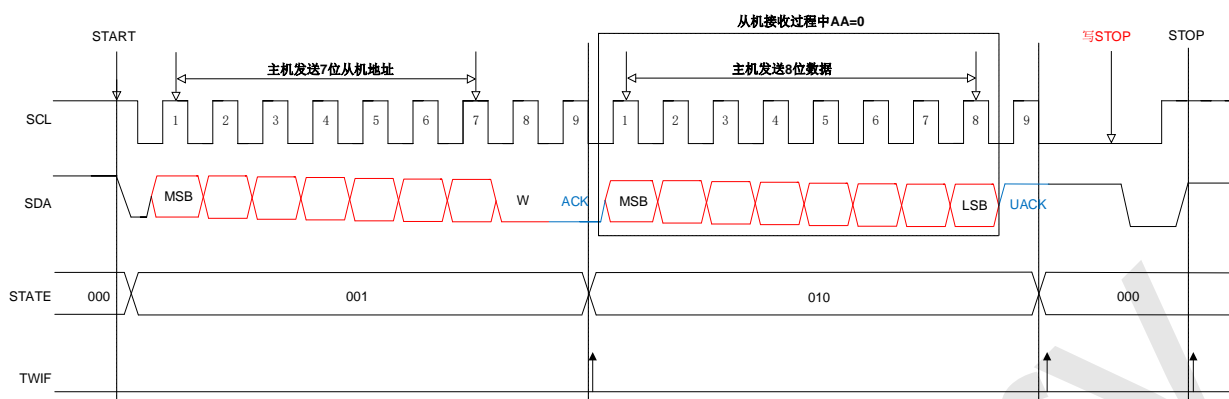 从机接收过程中AA=0
START
写STOP
STOP
主机发送7位从机地址
主机发送8位数据
SCL
1 2 3 4 5 6 7 8 9 1 2 3 4 5 6 7 8 9
SDA
MSB W ACK MSB LSB UACK
STATE 000 001 010 000
TWIF